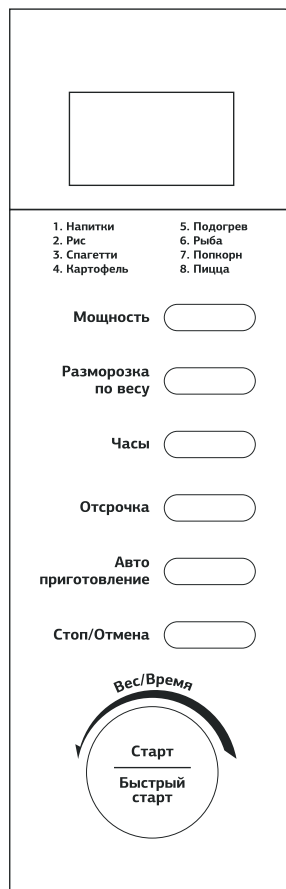 1. Напитки
2. Рис
3. Спагетти
4. Картофель
5. Подогрев
6. Рыба
7. Попкорн
8. Пицца
Мощность
Разморозка
по весу
Часы
Отсрочка
Авто
приготовление
Стоп/Отмена
Вес/Время
Старт
Быстрый
старт